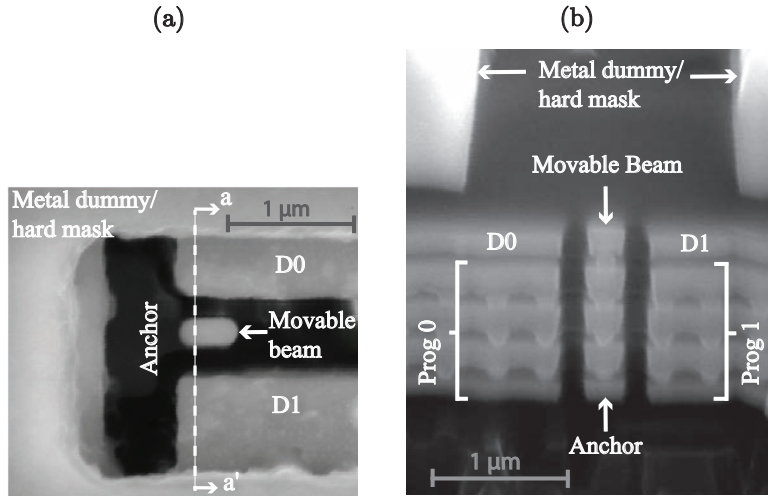 (a)
Metal dummy/
hard mask
a
1 μm
D0
Anchor
Movable
beam
D1
a'
(b)
Metal dummy/
hard mask
Movable Beam
D0
D1
Prog 0
Prog 1
Anchor
1 μm